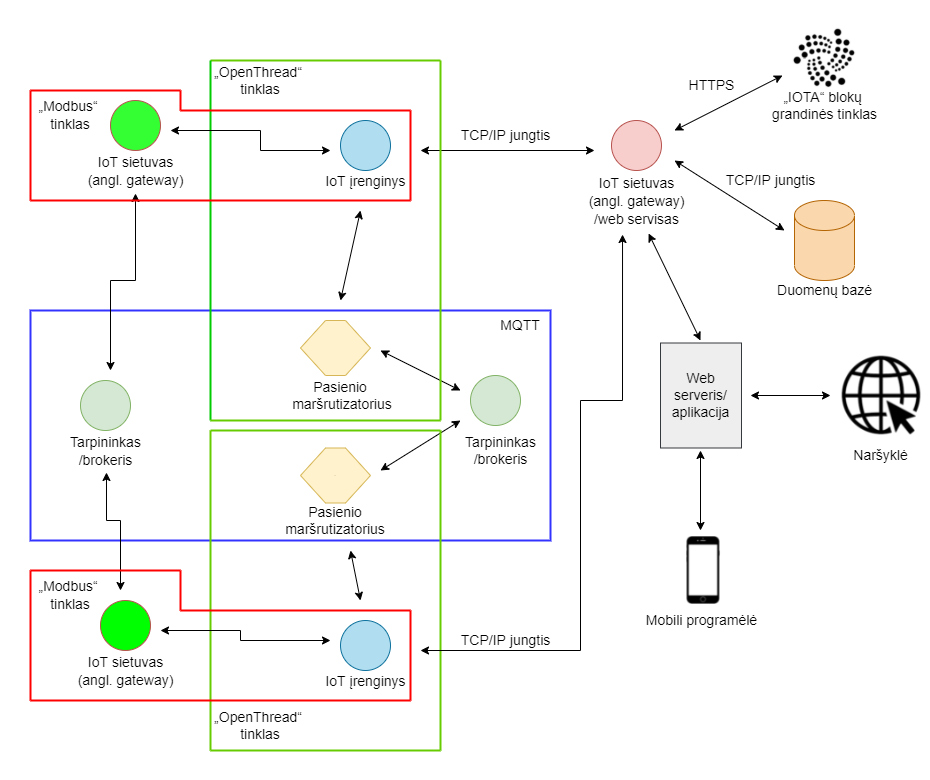 „OpenThread“
tinklas
„Modbus“
tinklas
IoT sietuvas
(angl. gateway)
IoT įrenginys
TCP/IP jungtis
IoT sietuvas
(angl. gateway)
/web servisas
HTTPS
„IOTA“ blokų
grandinės tinklas
TCP/IP jungtis
Duomenų bazė
MQTT
Pasienio
maršrutizatorius
Tarpininkas
/brokeris
Tarpininkas
/brokeris
Web
serveris/
aplikacija
Naršyklė
Pasienio
maršrutizatorius
„Modbus“
tinklas
IoT sietuvas
(angl. gateway)
IoT įrenginys
TCP/IP jungtis
Mobili programėlė
„OpenThread“
tinklas